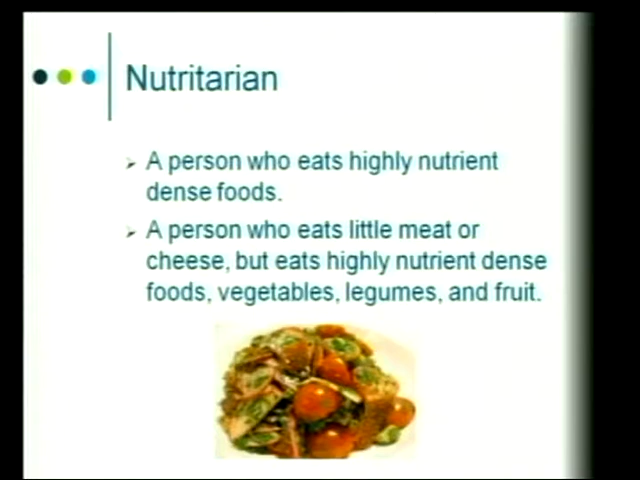 Nutritarian
A person who eats highly nutrient
dense foods.
A person who eats little meat or
cheese, but eats highly nutrient dense
foods, vegetables, legumes, and fruit.